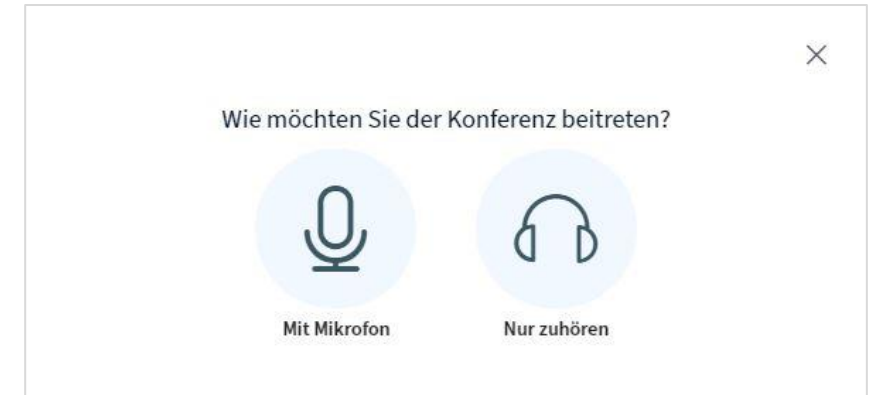 Wie möchten Sie der Konferenz beitreten?
Mit Mikrofon
Nur zuhören